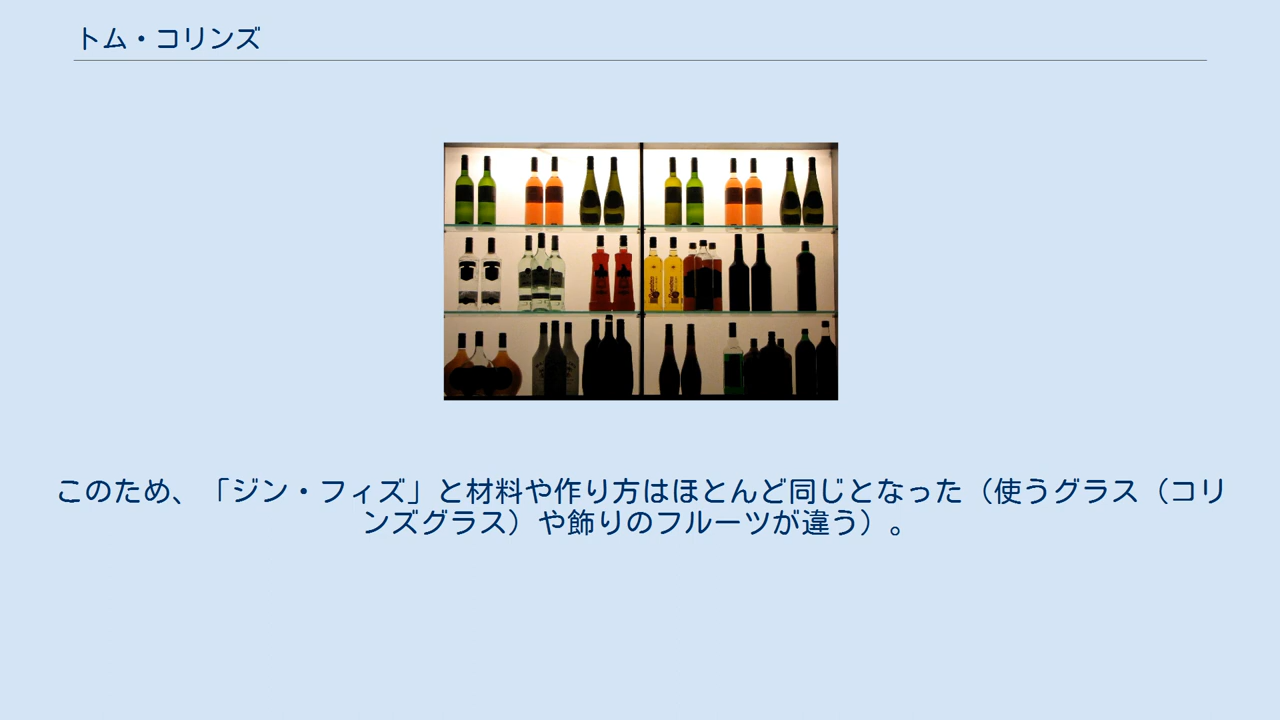 トム・コリンズ
このため、「ジン・フィズ」と材料や作り方はほとんど同じとなった（使うグラス（コリ
ンズグラス）や飾りのフルーツが違う）。